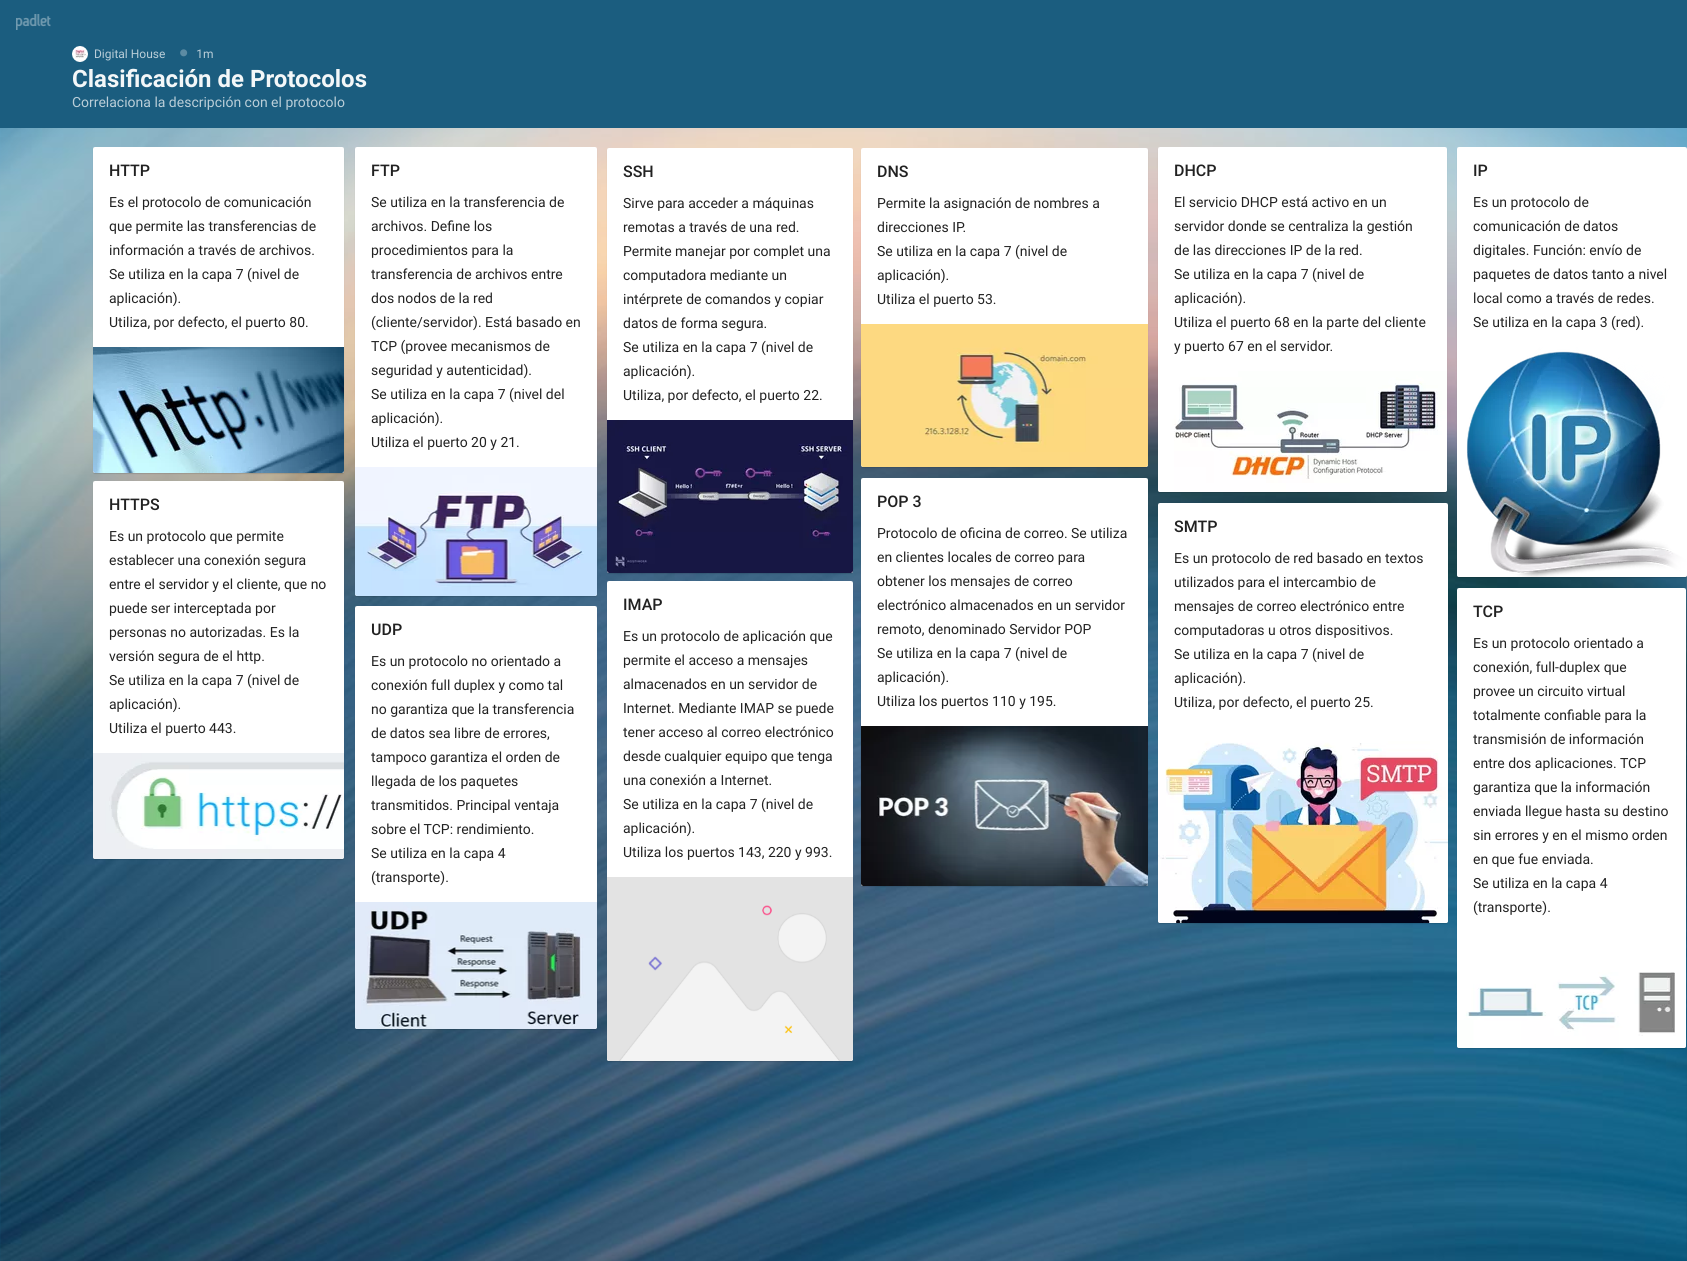 padlet
Digital House
1m
Clasificación de Protocolos
Correlaciona la descripción con el protocolo
HTTP
Es el protocolo de comunicación
que permite las transferencias de
información a través de archivos.
Se utiliza en la capa 7 (nivel de
aplicación).
Utiliza, por defecto, el puerto 80.
http://www
HTTPS
Es un protocolo que permite
establecer una conexión segura
entre el servidor y el cliente, que no
puede ser interceptada por
personas no autorizadas. Es la
versión segura de el http.
Se utiliza en la capa 7 (nivel de
aplicación).
Utiliza el puerto 443.
https://
FTP
Se utiliza en la transferencia de
archivos. Define los
procedimientos para la
transferencia de archivos entre
dos nodos de la red
(cliente/servidor). Está basado en
TCP (provee mecanismos de
seguridad y autenticidad).
Se utiliza en la capa 7 (nivel del
aplicación).
Utiliza el puerto 20 y 21.
FTP
UDP
Es un protocolo no orientado a
conexión full duplex y como tal
no garantiza que la transferencia
de datos sea libre de errores,
tampoco garantiza el orden de
llegada de los paquetes
transmitidos. Principal ventaja
sobre el TCP: rendimiento.
Se utiliza en la capa 4
(transporte).
UDP
Request
Response
Response
Client
Server
SSH
Sirve para acceder a máquinas
remotas a través de una red.
Permite manejar por complet una
computadora mediante un
intérprete de comandos y copiar
datos de forma segura.
Se utiliza en la capa 7 (nivel de
aplicación).
Utiliza, por defecto, el puerto 22.
SSH CLIENT
SSH SERVER
Hello !
f7#E+r
Hello !
IMAP
Es un protocolo de aplicación que
permite el acceso a mensajes
almacenados en un servidor de
Internet. Mediante IMAP se puede
tener acceso al correo electrónico
desde cualquier equipo que tenga
una conexión a Internet.
Se utiliza en la capa 7 (nivel de
aplicación).
Utiliza los puertos 143, 220 y 993.
DNS
Permite la asignación de nombres a
direcciones IP.
Se utiliza en la capa 7 (nivel de
aplicación).
Utiliza el puerto 53.
domain.com
216.3.128.12
POP 3
Protocolo de oficina de correo. Se utiliza
en clientes locales de correo para
obtener los mensajes de correo
electrónico almacenados en un servidor
remoto, denominado Servidor POP
Se utiliza en la capa 7 (nivel de
aplicación).
Utiliza los puertos 110 y 195.
POP 3
DHCP
El servicio DHCP está activo en un
servidor donde se centraliza la gestión
de las direcciones IP de la red.
Se utiliza en la capa 7 (nivel de
aplicación).
Utiliza el puerto 68 en la parte del cliente
y puerto 67 en el servidor.
DHCP Client
Router
DHCP Server
DHCP
Dynamic Host
Configuration Protocol
SMTP
Es un protocolo de red basado en textos
utilizados para el intercambio de
mensajes de correo electrónico entre
computadoras u otros dispositivos.
Se utiliza en la capa 7 (nivel de
aplicación).
Utiliza, por defecto, el puerto 25.
SMTP
IP
Es un protocolo de
comunicación de datos
digitales. Función: envío de
paquetes de datos tanto a nivel
local como a través de redes.
Se utiliza en la capa 3 (red).
IP
TCP
Es un protocolo orientado a
conexión, full-duplex que
provee un circuito virtual
totalmente confiable para la
transmisión de información
entre dos aplicaciones. TCP
garantiza que la información
enviada llegue hasta su destino
sin errores y en el mismo orden
en que fue enviada.
Se utiliza en la capa 4
(transporte).
TCP